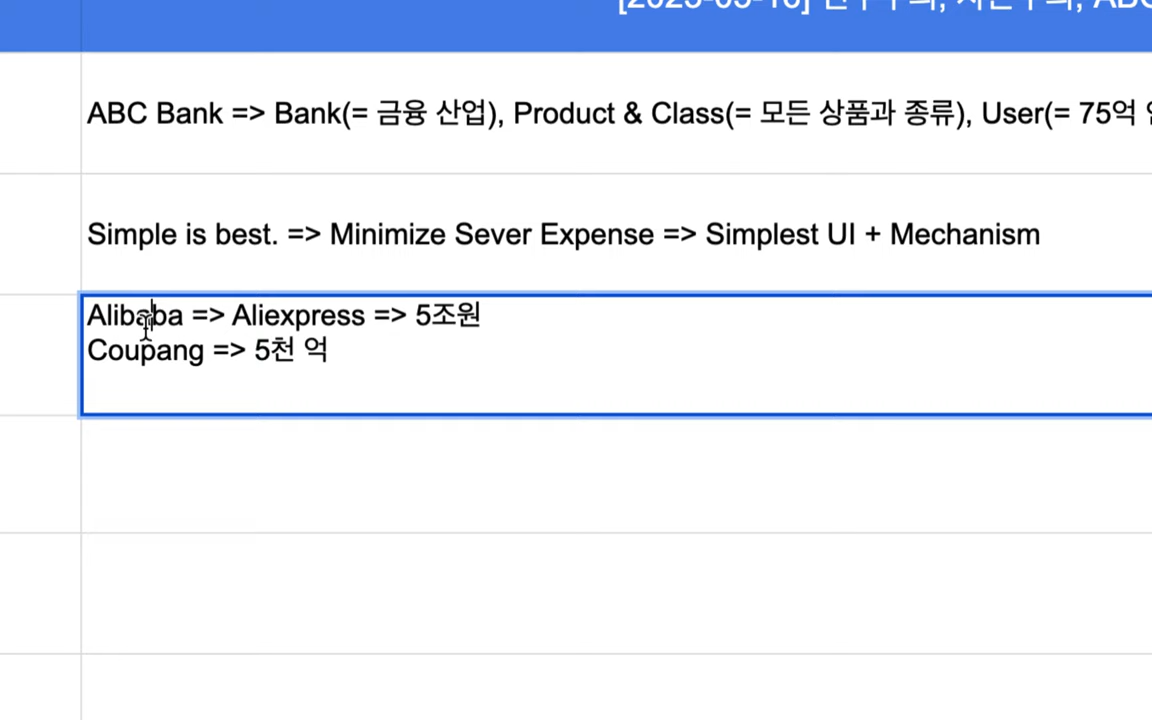 ABC Bank => Bank(= 금융 산업), Product & Class(= 모든 상품과 종류), User(= 75억
Simple is best. => Minimize Sever Expense => Simplest UI + Mechanism
Alibaba => Aliexpress => 5조원
Coupang => 5천 억